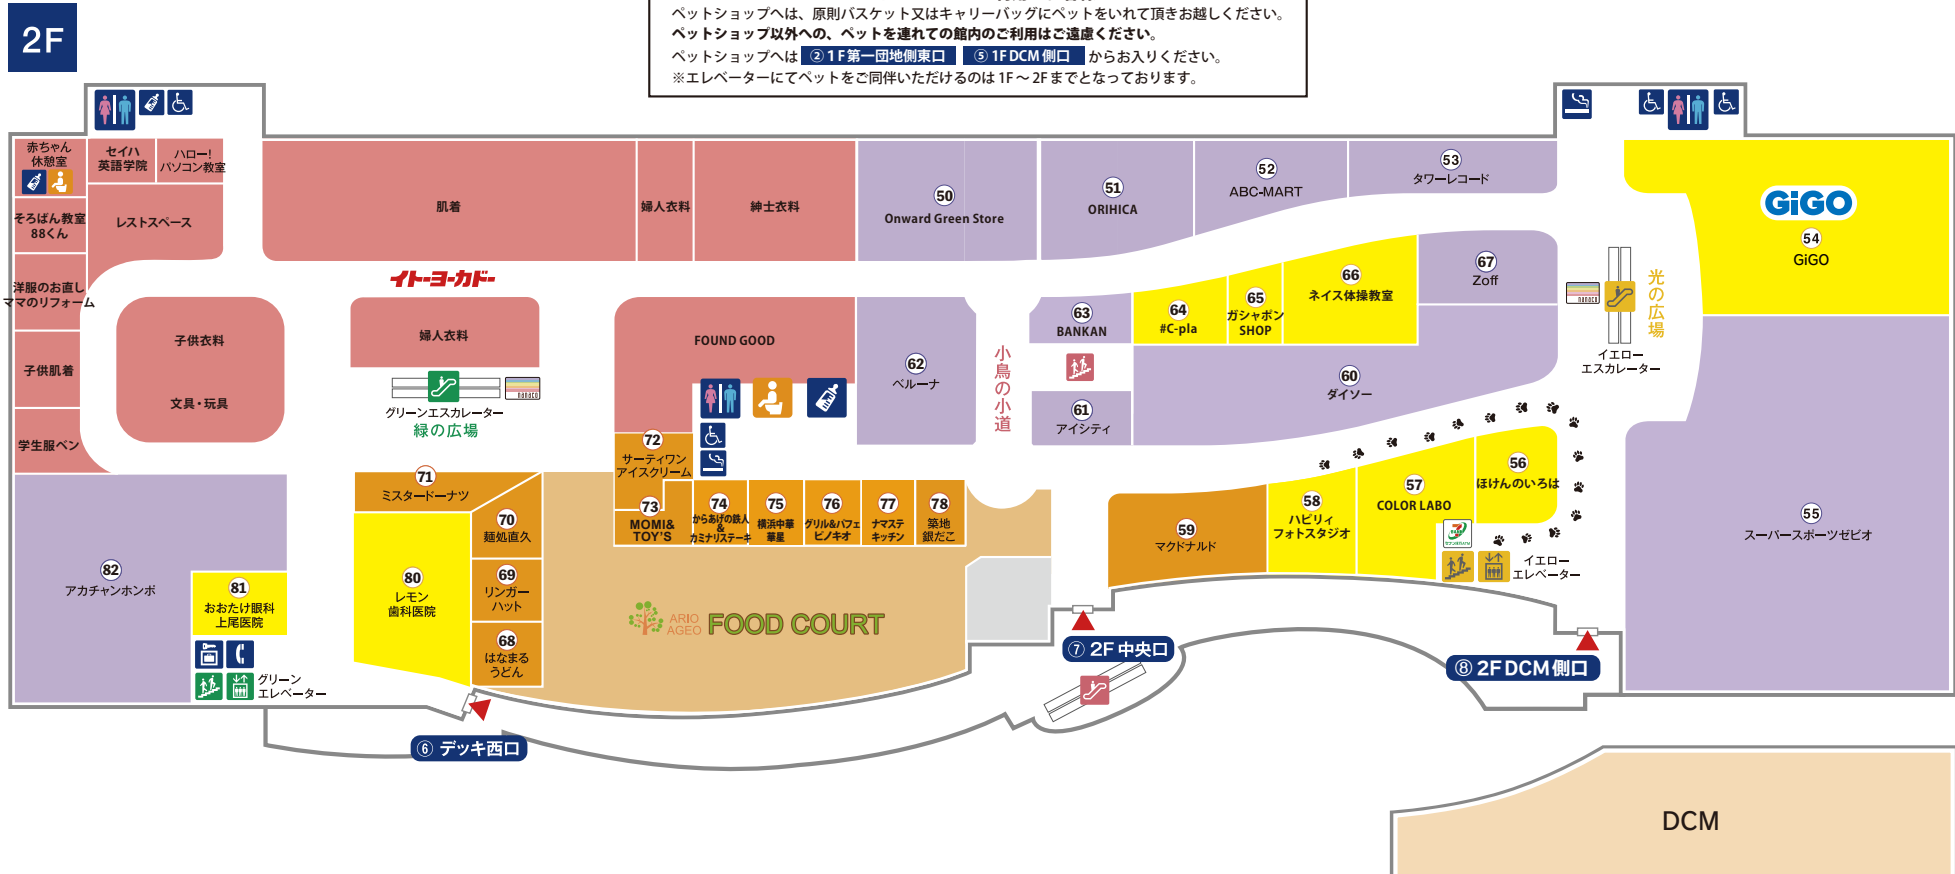 2F
ペットショップへは、原則バスケット又はキャリーバッグにペットをいれて頂きお越しください。
ペットショップ以外への、ペットを連れての館内のご利用はご遠慮ください。
ペットショップへは ②1F第一団地側東口 ⑤1F DCM側口 からお入りください。
※エレベーターにてペットをご同伴いただけるのは1F～2Fまでとなっております。
赤ちゃん
休憩室
セイハ
英語学院
ハロー!
パソコン教室
そろばん教室
88くん
レストスペース
洋服のお直し
ママのリフォーム
子供肌着
学生服ベン
子供衣料
文具・玩具
肌着
婦人衣料
紳士衣料
イトーヨーカドー
婦人衣料
グリーンエスカレーター
緑の広場
nanaco
FOUND GOOD
50
Onward Green Store
51
ORIHICA
52
ABC-MART
53
タワーレコード
GiGO
54
GiGO
67
Zoff
66
ネイス体操教室
65
ガシャポン
SHOP
64
#C-pla
63
BANKAN
62
ベルーナ
小鳥の小道
61
アイシティ
60
ダイソー
nanaco
光の広場
イエロー
エスカレーター
55
スーパースポーツゼビオ
56
ほけんのいろは
57
COLOR LABO
58
ハピリィ
フォトスタジオ
59
マクドナルド
イエロー
エレベーター
72
サーティワン
アイスクリーム
73
MOMI&
TOY'S
74
からあげの鉄人
&
カミナリステーキ
75
横浜中華
華星
76
グリル&パフェ
ピノキオ
77
ナマステ
キッチン
78
築地
銀だこ
71
ミスタードーナツ
70
麺処直久
69
リンガー
ハット
68
はなまる
うどん
80
レモン
歯科医院
82
アカチャンホンポ
81
おおたけ眼科
上尾医院
グリーン
エレベーター
ARIO
AGEO
FOOD COURT
⑥ デッキ西口
⑦ 2F 中央口
⑧ 2F DCM側口
DCM